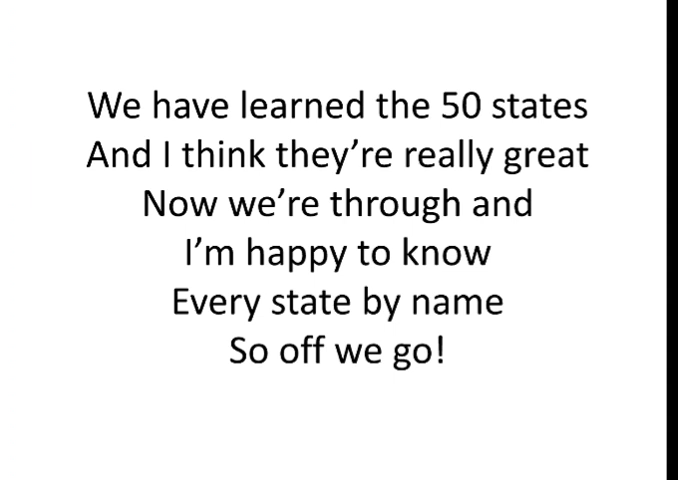 We have learned the 50 states
And I think they’re really great
Now we’re through and
I’m happy to know
Every state by name
So off we go!